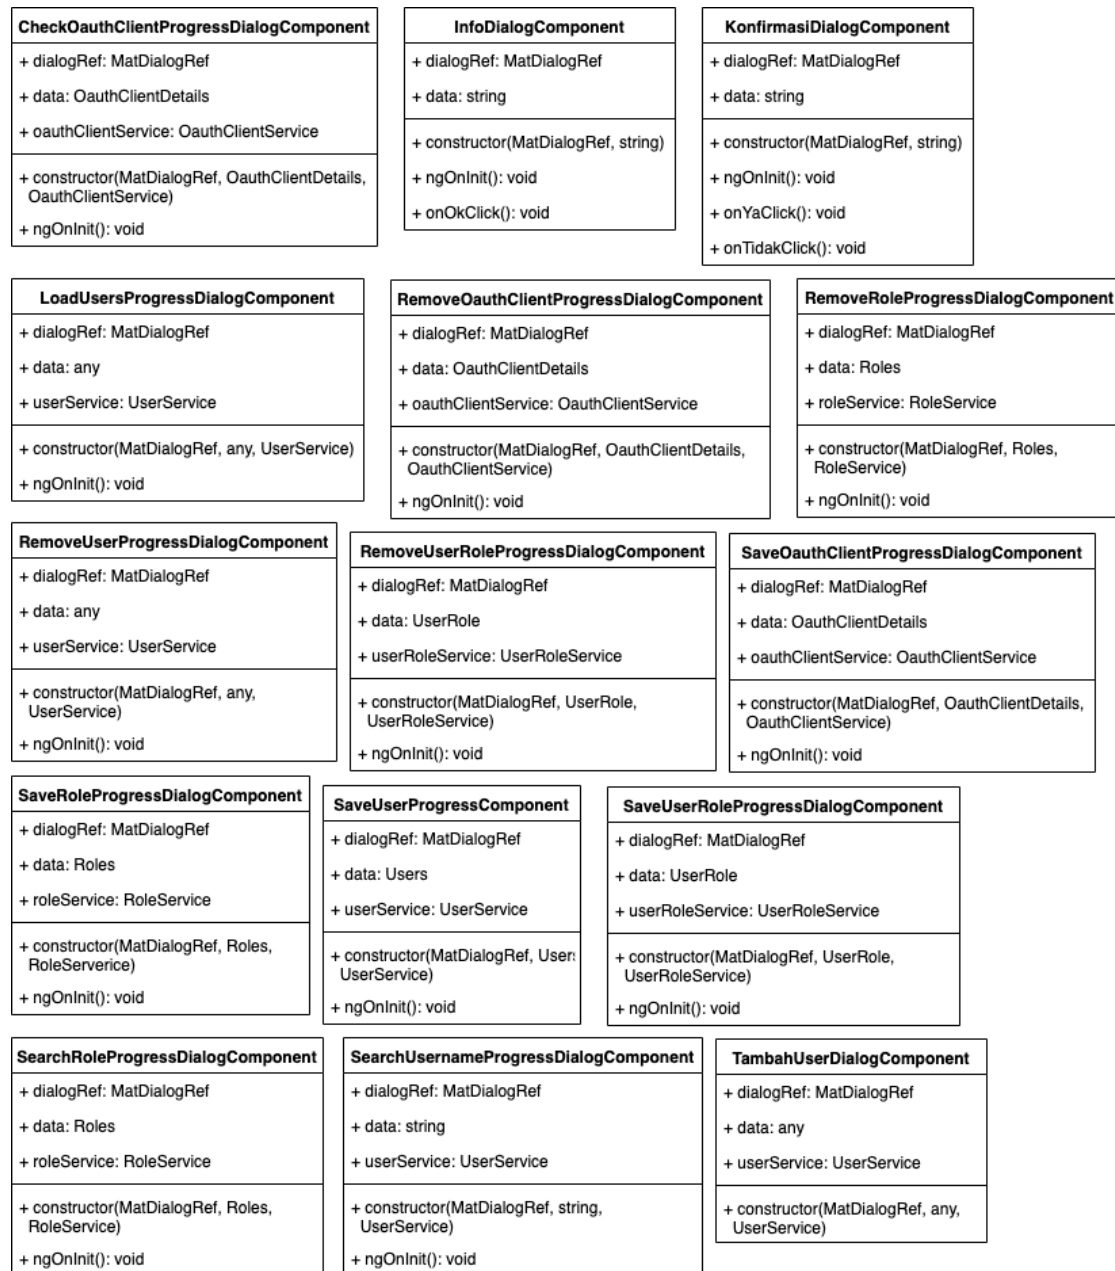 CheckOauthClientProgressDialogComponent
+ dialogRef: MatDialogRef
+ data: OauthClientDetails
+ oauthClientService: OauthClientService
+ constructor(MatDialogRef, OauthClientDetails,
OauthClientService)
+ ngOnInit(): void
InfoDialogComponent
+ dialogRef: MatDialogRef
+ data: string
+ constructor(MatDialogRef, string)
+ ngOnInit(): void
+ onOkClick(): void
KonfirmasiDialogComponent
+ dialogRef: MatDialogRef
+ data: string
+ constructor(MatDialogRef, string)
+ ngOnInit(): void
+ onYaClick(): void
+ onTidakClick(): void
LoadUsersProgressDialogComponent
+ dialogRef: MatDialogRef
+ data: any
+ userService: UserService
+ constructor(MatDialogRef, any, UserService)
+ ngOnInit(): void
RemoveOauthClientProgressDialogComponent
+ dialogRef: MatDialogRef
+ data: OauthClientDetails
+ oauthClientService: OauthClientService
+ constructor(MatDialogRef, OauthClientDetails,
OauthClientService)
+ ngOnInit(): void
RemoveRoleProgressDialogComponent
+ dialogRef: MatDialogRef
+ data: Roles
+ roleService: RoleService
+ constructor(MatDialogRef, Roles,
RoleService)
+ ngOnInit(): void
RemoveUserProgressDialogComponent
+ dialogRef: MatDialogRef
+ data: any
+ userService: UserService
+ constructor(MatDialogRef, any,
UserService)
+ ngOnInit(): void
RemoveUserRoleProgressDialogComponent
+ dialogRef: MatDialogRef
+ data: UserRole
+ userRoleService: UserRoleService
+ constructor(MatDialogRef, UserRole,
UserRoleService)
+ ngOnInit(): void
SaveOauthClientProgressDialogComponent
+ dialogRef: MatDialogRef
+ data: OauthClientDetails
+ oauthClientService: OauthClientService
+ constructor(MatDialogRef, OauthClientDetails,
OauthClientService)
+ ngOnInit(): void
SaveRoleProgressDialogComponent
+ dialogRef: MatDialogRef
+ data: Roles
+ roleService: RoleService
+ constructor(MatDialogRef, Roles,
RoleServerice)
+ ngOnInit(): void
SaveUserProgressComponent
+ dialogRef: MatDialogRef
+ data: Users
+ userService: UserService
+ constructor(MatDialogRef, Users
UserService)
+ ngOnInit(): void
SaveUserRoleProgressDialogComponent
+ dialogRef: MatDialogRef
+ data: UserRole
+ userRoleService: UserRoleService
+ constructor(MatDialogRef, UserRole,
UserRoleService)
+ ngOnInit(): void
SearchRoleProgressDialogComponent
+ dialogRef: MatDialogRef
+ data: Roles
+ roleService: RoleService
+ constructor(MatDialogRef, Roles,
RoleService)
+ ngOnInit(): void
SearchUsernameProgressDialogComponent
+ dialogRef: MatDialogRef
+ data: string
+ userService: UserService
+ constructor(MatDialogRef, string,
UserService)
+ ngOnInit(): void
TambahUserDialogComponent
+ dialogRef: MatDialogRef
+ data: any
+ userService: UserService
+ constructor(MatDialogRef, any,
UserService)